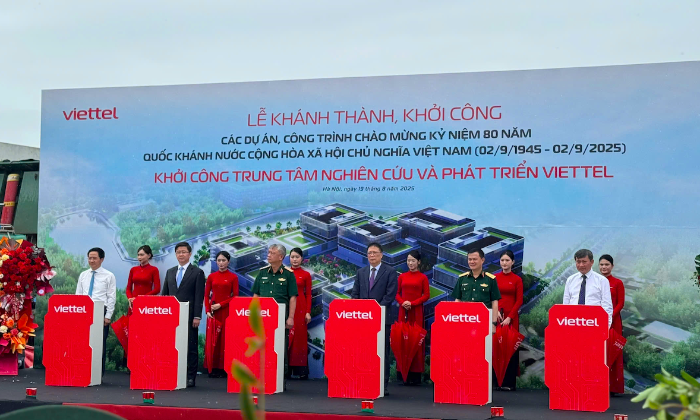 viettel
LỄ KHÁNH THÀNH, KHỞI CÔNG
CÁC DỰ ÁN, CÔNG TRÌNH CHÀO MỪNG KỶ NIỆM 80 NĂM
QUỐC KHÁNH NƯỚC CỘNG HÒA XÃ HỘI CHỦ NGHĨA VIỆT NAM (02/9/1945 - 02/9/2025)
KHỞI CÔNG TRUNG TÂM NGHIÊN CỨU VÀ PHÁT TRIỂN VIETTEL
Hà Nội, ngày 19 tháng 8 năm 2025
viettel
viettel
viettel
viettel
viettel
viettel